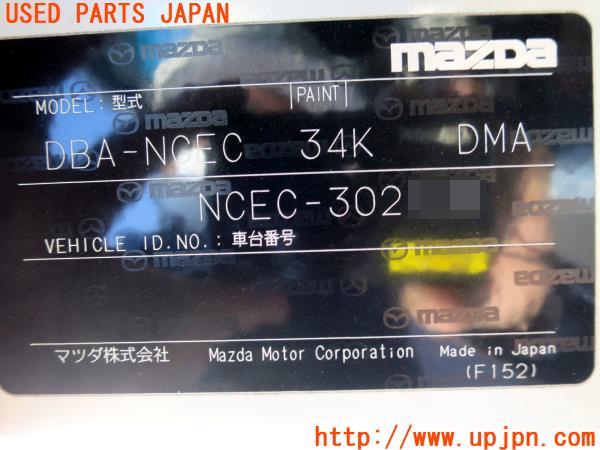 USED PARTS JAPAN
mazda
MODEL: 型式 PAINT
DBA-NCEC 34K DMA
NCEC-302
VEHICLE ID.NO.: 車台番号
マツダ株式会社 Mazda Motor Corporation Made in Japan
(F152)
http://www.upjpn.com